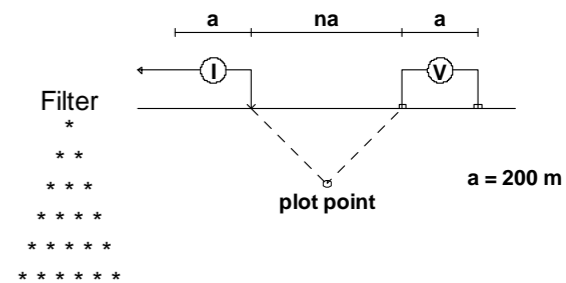 a na a
I V
Filter
*
* *
* * *
* * * *
* * * * *
* * * * * *
a = 200 m
plot point